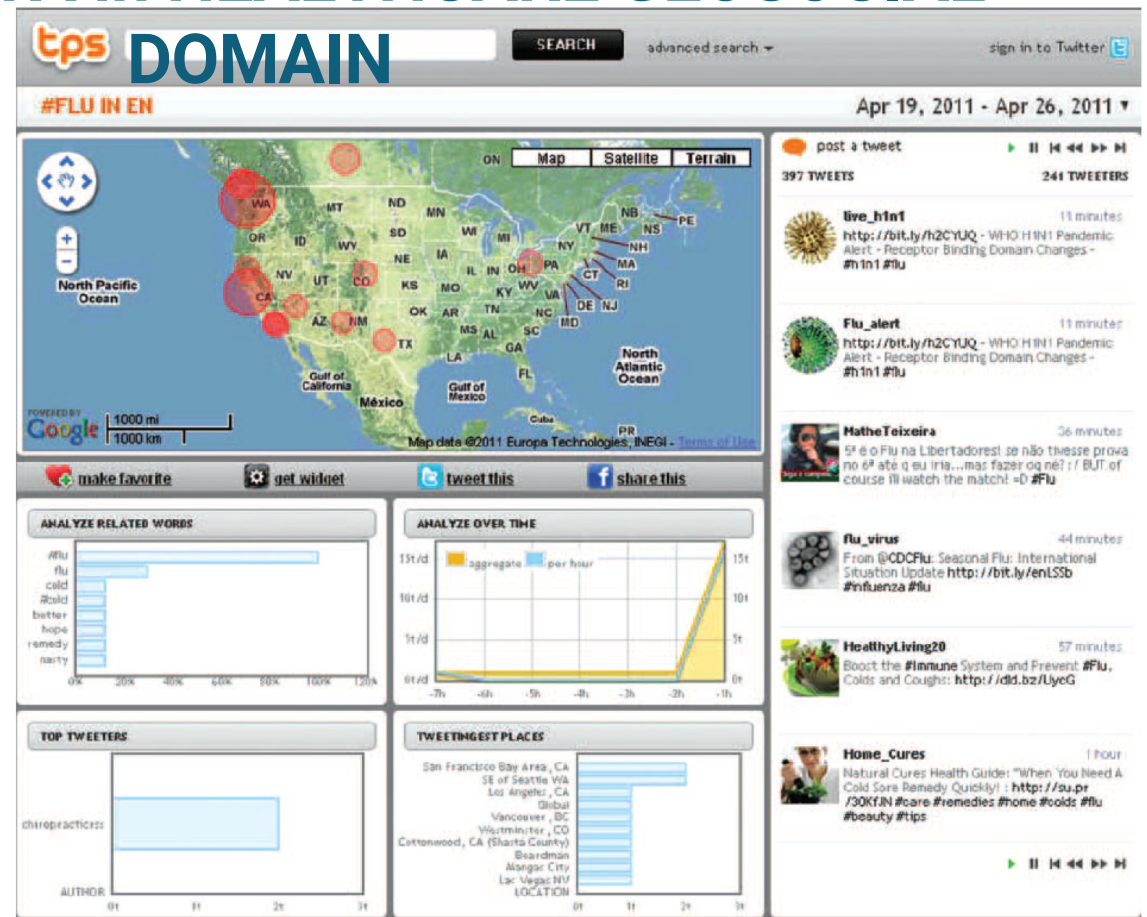 tps
DOMAIN
SEARCH
advanced search
sign in to Twitter
#FLU IN EN
Apr 19, 2011 - Apr 26, 2011
Map
Satellite
Terrain
ON
WA
MT
ND
MN
OR
ID
WY
SD
WI
MI
NB
PE
VT
ME
NS
NY
NH
NE
IA
IL
IN
OH
PA
MA
CT
RI
NV
UT
CO
KS
MO
KY
WV
VA
CA
DE
NJ
MD
AZ
NM
OK
AR
TN
NC
SC
MS
AL
GA
TX
LA
FL
North Pacific
Ocean
North
Atlantic
Ocean
Gulf of
California
Gulf of
Mexico
México
Cuba
PR
POWERED BY
Google
1000 mi
1000 km
Map data ©2011 Europa Technologies, INEGI - Terms of Use
make favorite
get widget
tweet this
share this
ANALYZE RELATED WORDS
#flu
flu
cold
#cold
better
hope
remedy
nasty
0% 20% 40% 60% 80% 100% 120%
ANALYZE OVER TIME
aggregate
per hour
15t/d
10t/d
5t/d
0t/d
15t
10t
5t
0t
-7h -6h -5h -4h -3h -2h -1h
TOP TWEETERS
chiropracticss
AUTHOR
0t 1t 2t 3t
TWEETINGEST PLACES
San Francisco Bay Area, CA
SE of Seattle WA
Los Angeles, CA
Global
Vancouver, BC
Westminster, CO
Cottonwood, CA (Shasta County)
Boardman
Mangar City
Las Vegas NV
LOCATION
0t 1t 2t 3t
post a tweet
397 TWEETS
241 TWEETERS
live_h1n1 11 minutes
http://bit.ly/h2CYUQ - WHO H1N1 Pandemic
Alert - Receptor Binding Domain Changes -
#h1n1 #flu
Flu_alert 11 minutes
http://bit.ly/h2CYUQ - WHO H1N1 Pandemic
Alert - Receptor Binding Domain Changes -
#h1n1 #flu
MatheTeixeira 36 minutes
5ª e o Flu na Libertadores! se não tivesse prova
no 6ª até q eu iria...mas fazer oq né? :/ BUT of
course i'll watch the match! =D #Flu
flu_virus 44 minutes
From @CDCFlu: Seasonal Flu: International
Situation Update http://bit.ly/enLSSb
#influenza #flu
HealthyLiving20 57 minutes
Boost the #Immune System and Prevent #Flu,
Colds and Coughs: http://dld.bz/UycG
Home_Cures 1 hour
Natural Cures Health Guide: "When You Need A
Cold Sore Remedy Quickly! : http://su.pr
/30KfJN #care #remedies #home #colds #flu
#beauty #tips